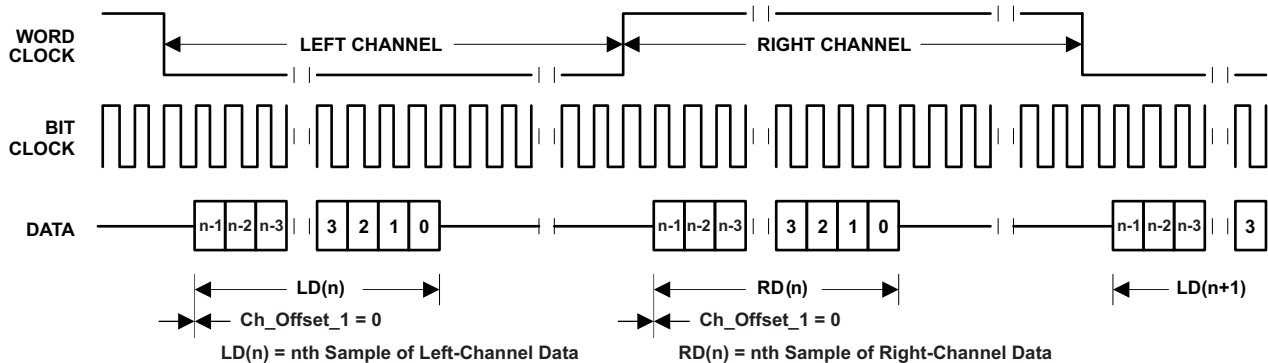 WORD CLOCK
LEFT CHANNEL
RIGHT CHANNEL
BIT CLOCK
DATA
n-1 n-2 n-3 3 2 1 0 n-1 n-2 n-3 3 2 1 0 n-1 n-2 n-3 3
LD(n) RD(n) LD(n+1)
Ch_Offset_1 = 0 Ch_Offset_1 = 0
LD(n) = nth Sample of Left-Channel Data RD(n) = nth Sample of Right-Channel Data